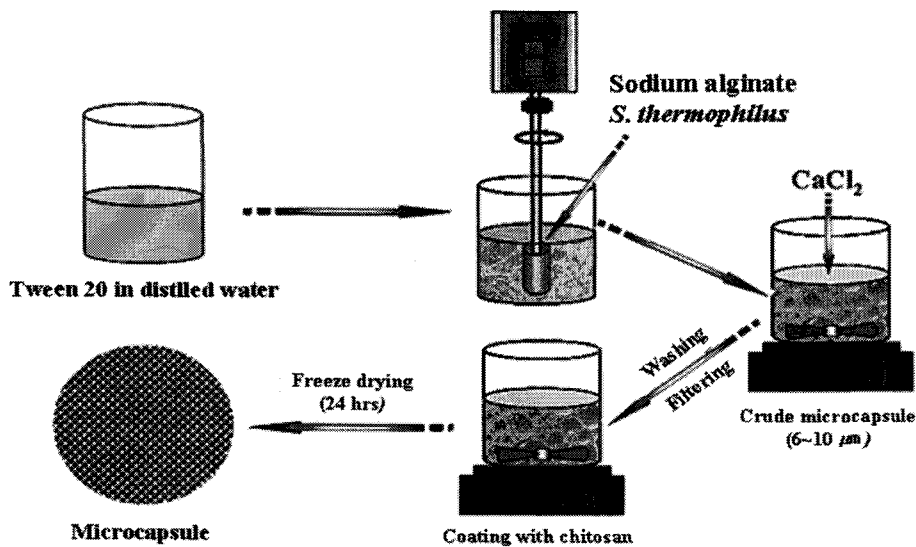 Sodium alginate
S. thermophilus
CaCl2
Tween 20 in distlled water
Washing
Filtering
Crude microcapsule
(6~10 ㎛)
Freeze drying
(24 hrs)
Microcapsule
Coating with chitosan